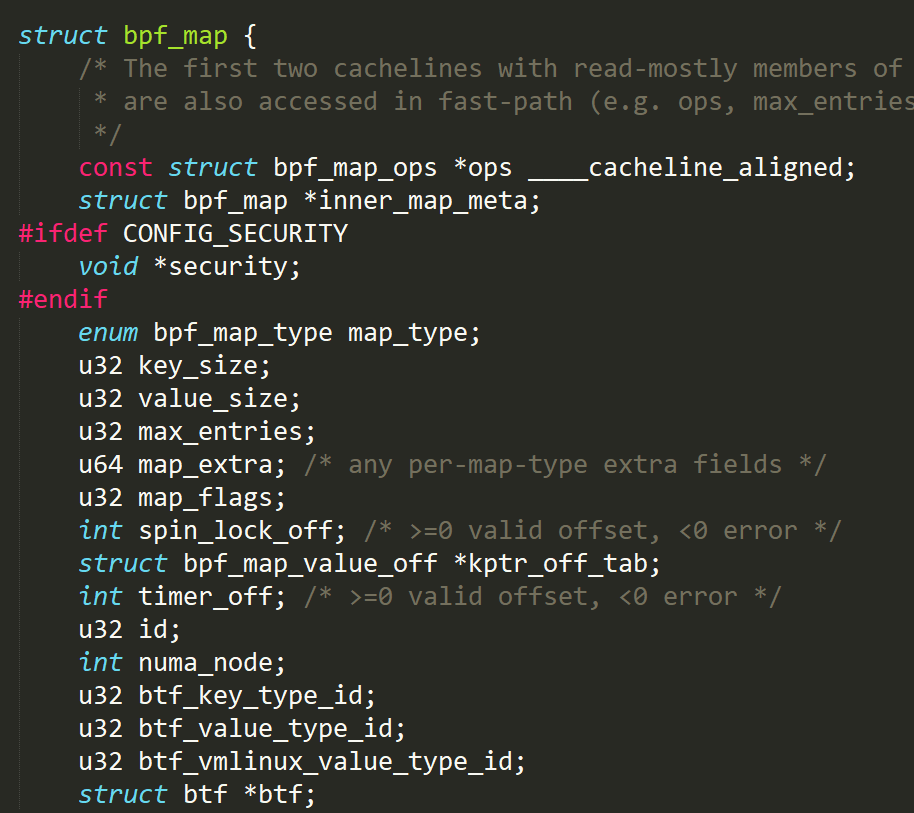 struct bpf_map {
    /* The first two cachelines with read-mostly members of
     * are also accessed in fast-path (e.g. ops, max_entries
     */
    const struct bpf_map_ops *ops ____cacheline_aligned;
    struct bpf_map *inner_map_meta;
#ifdef CONFIG_SECURITY
    void *security;
#endif
    enum bpf_map_type map_type;
    u32 key_size;
    u32 value_size;
    u32 max_entries;
    u64 map_extra; /* any per-map-type extra fields */
    u32 map_flags;
    int spin_lock_off; /* >=0 valid offset, <0 error */
    struct bpf_map_value_off *kptr_off_tab;
    int timer_off; /* >=0 valid offset, <0 error */
    u32 id;
    int numa_node;
    u32 btf_key_type_id;
    u32 btf_value_type_id;
    u32 btf_vmlinux_value_type_id;
    struct btf *btf;